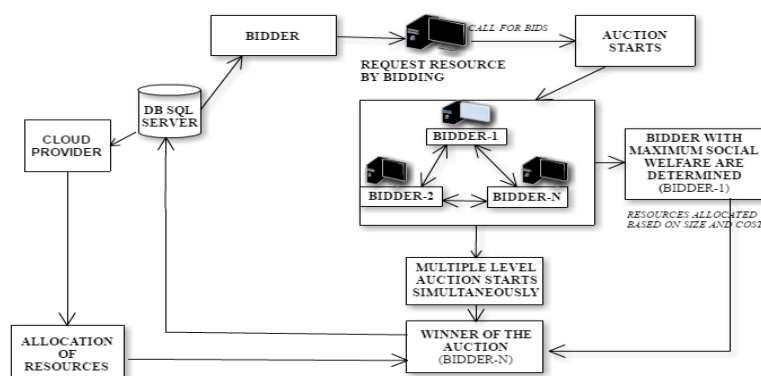 BIDDER
CALL FOR BIDS
AUCTION
STARTS
REQUEST RESOURCE
BY BIDDING
DB SQL
SERVER
CLOUD
PROVIDER
BIDDER-1
BIDDER-2
BIDDER-N
BIDDER WITH
MAXIMUM SOCIAL
WELFARE ARE
DETERMINED
(BIDDER-1)
RESOURCES ALLOCATED
BASED ON SIZE AND COST
MULTIPLE LEVEL
AUCTION STARTS
SIMULTANEOUSLY
WINNER OF THE
AUCTION
(BIDDER-N)
ALLOCATION
OF
RESOURCES